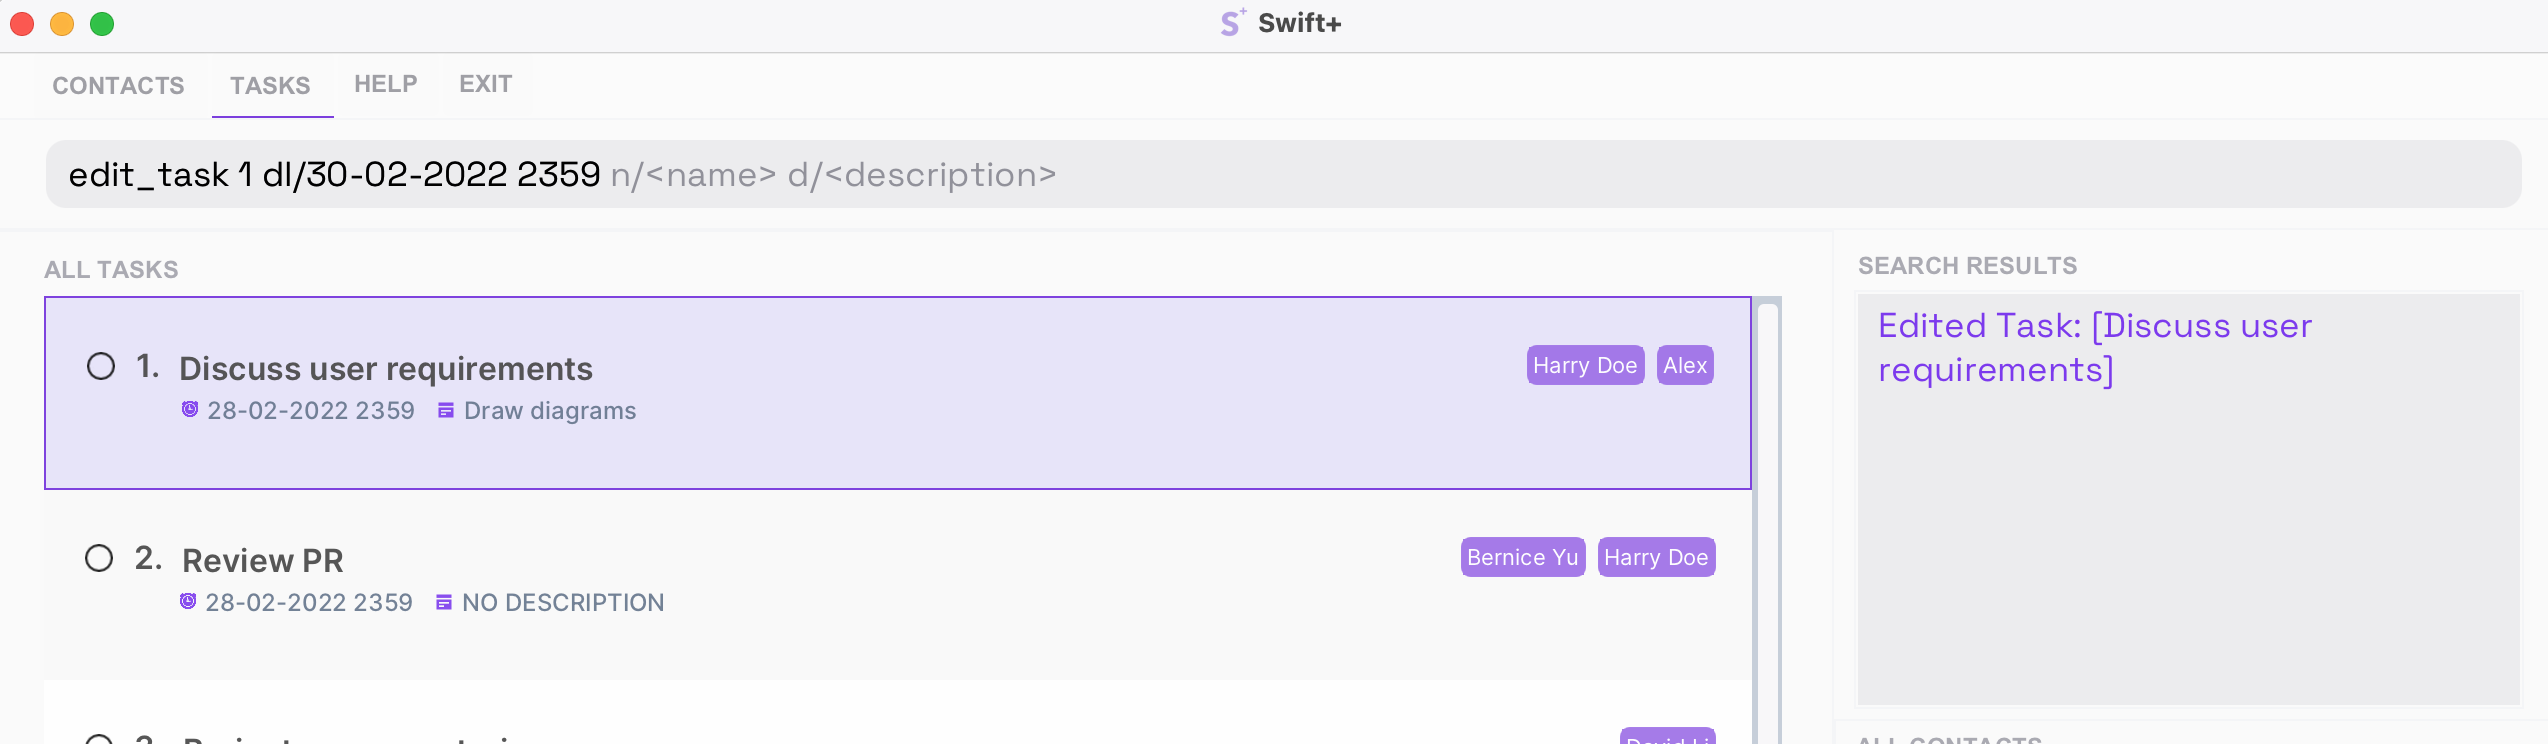 S+ Swift+
CONTACTS TASKS HELP EXIT
edit_task 1 dl/30-02-2022 2359 n/<name> d/<description>
ALL TASKS
1. Discuss user requirements
Harry Doe Alex
28-02-2022 2359 Draw diagrams
2. Review PR
Bernice Yu Harry Doe
28-02-2022 2359 NO DESCRIPTION
SEARCH RESULTS
Edited Task: [Discuss user
requirements]
ALL CONTACTS